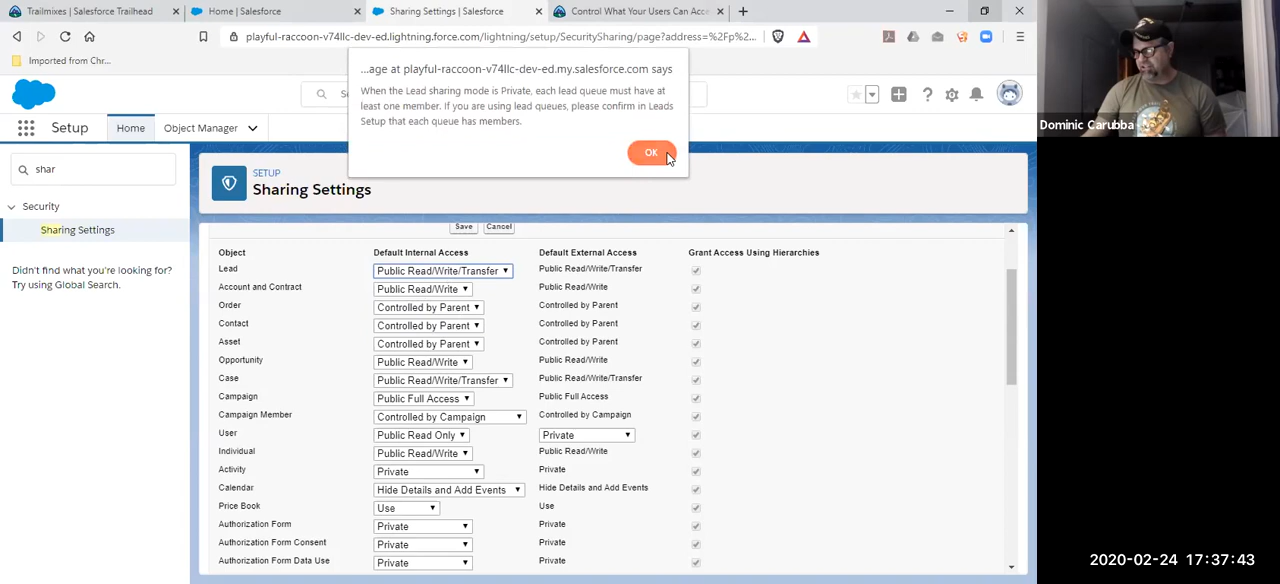 Trailmixes | Salesforce Trailhead
Home | Salesforce
Sharing Settings | Salesforce
Control What Your Users Can Acc
playful-raccoon-v74llc-dev-ed.lightning.force.com/lightning/setup/SecuritySharing/page?address=%2Fp%2...
Imported from Chr...
...age at playful-raccoon-v74llc-dev-ed.my.salesforce.com says
When the Lead sharing mode is Private, each lead queue must have at
least one member. If you are using lead queues, please confirm in Leads
Setup that each queue has members.
OK
Setup
Home
Object Manager
Dominic Carubba
shar
Security
Sharing Settings
Didn't find what you're looking for?
Try using Global Search.
SETUP
Sharing Settings
Save Cancel
Object Default Internal Access Default External Access Grant Access Using Hierarchies
Lead Public Read/Write/Transfer Public Read/Write/Transfer
Account and Contract Public Read/Write Public Read/Write
Order Controlled by Parent Controlled by Parent
Contact Controlled by Parent Controlled by Parent
Asset Controlled by Parent Controlled by Parent
Opportunity Public Read/Write Public Read/Write
Case Public Read/Write/Transfer Public Read/Write/Transfer
Campaign Public Full Access Public Full Access
Campaign Member Controlled by Campaign Controlled by Campaign
User Public Read Only Private
Individual Public Read/Write Public Read/Write
Activity Private Private
Calendar Hide Details and Add Events Hide Details and Add Events
Price Book Use Use
Authorization Form Private Private
Authorization Form Consent Private Private
Authorization Form Data Use Private Private
2020-02-24 17:37:43